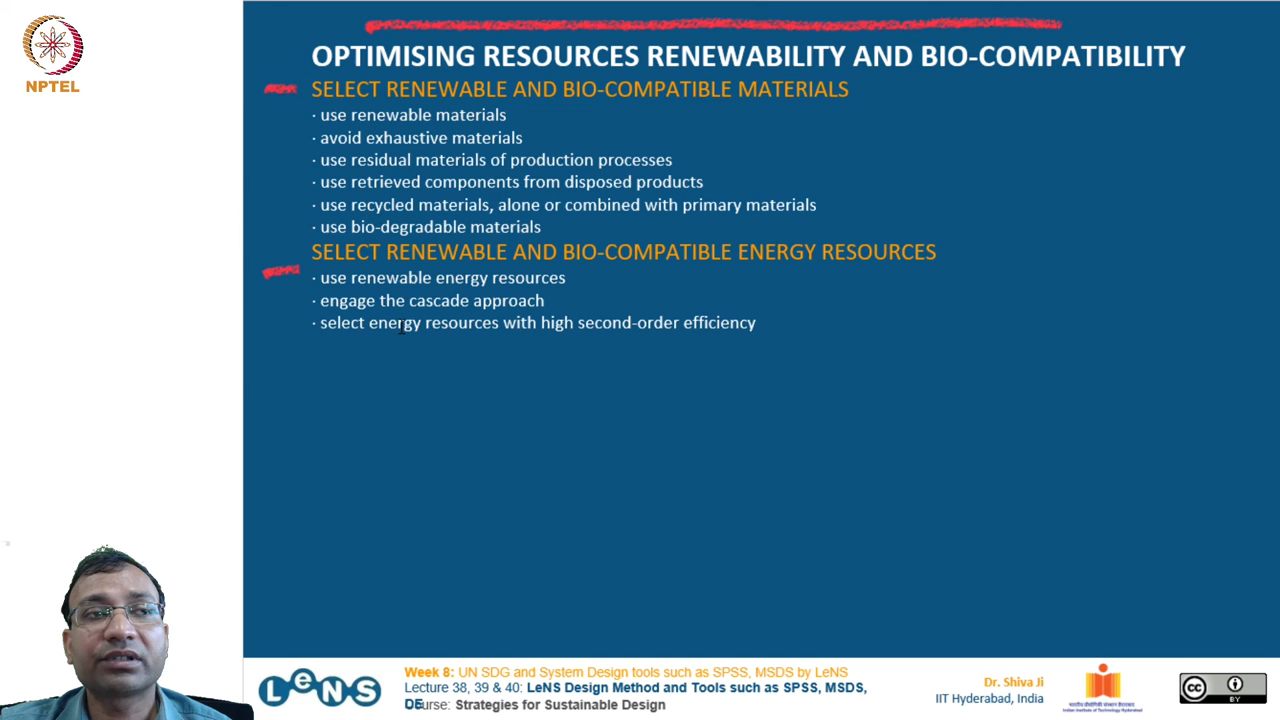 NPTEL
OPTIMISING RESOURCES RENEWABILITY AND BIO-COMPATIBILITY
SELECT RENEWABLE AND BIO-COMPATIBLE MATERIALS
· use renewable materials
· avoid exhaustive materials
· use residual materials of production processes
· use retrieved components from disposed products
· use recycled materials, alone or combined with primary materials
· use bio-degradable materials
SELECT RENEWABLE AND BIO-COMPATIBLE ENERGY RESOURCES
· use renewable energy resources
· engage the cascade approach
· select energy resources with high second-order efficiency
LeNS
Week 8: UN SDG and System Design tools such as SPSS, MSDS by LeNS
Lecture 38, 39 & 40: LeNS Design Method and Tools such as SPSS, MSDS,
Course: Strategies for Sustainable Design
Dr. Shiva Ji
IIT Hyderabad, India
CC
BY